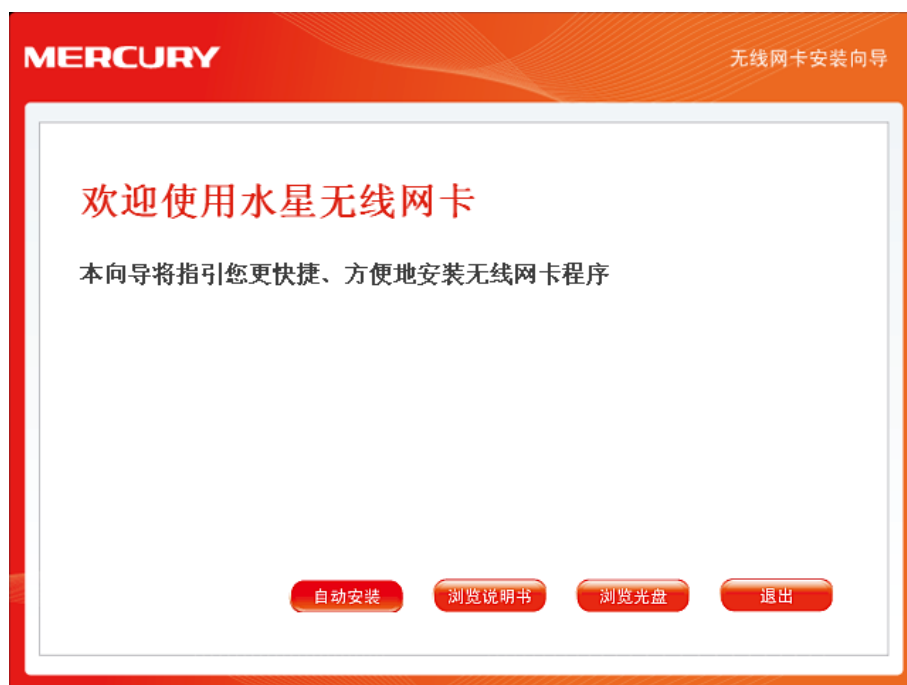 MERCURY
无线网卡安装向导
欢迎使用水星无线网卡
本向导将指引您更快捷、方便地安装无线网卡程序
自动安装 浏览说明书 浏览光盘 退出